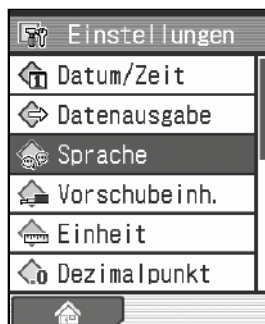 Einstellungen
Datum/Zeit
Datenausgabe
Sprache
Vorschubeinh.
Einheit
Dezimalpunkt